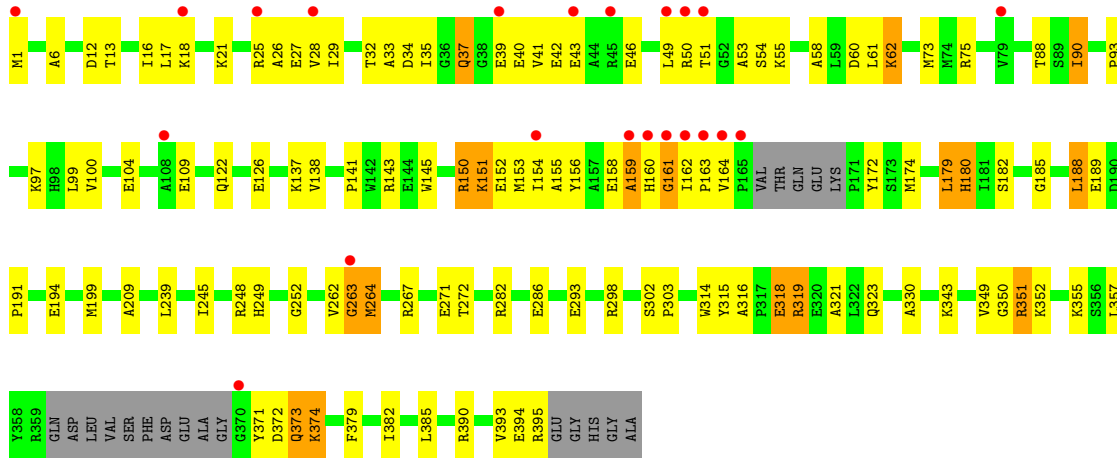 M1 A6 D12 T13 I16 L17 K18 K21 R25 A26 E27 V28 I29 T32 A33 D34 I35 G36 Q37 G38 E39 E40 V41 E42 E43 A44 R45 E46 L49 R50 T51 G52 A53 S54 K55 A58 L59 D60 L61 K62 M73 M74 R75 V79 T88 S89 I90 P93
K97 H98 L99 V100 E104 A108 E109 Q122 E126 K137 V138 P141 W142 R143 E144 W145 R150 K151 E152 M153 I154 A155 Y156 A157 E158 A159 H160 G161 I162 P163 V164 P165 VAL THR GLN GLU LYS P171 Y172 S173 M174 L179 H180 I181 S182 G185 L188 E189 D190
P191 E194 M199 A209 L239 I245 R248 H249 G252 V262 G263 M264 R267 E271 T272 R282 E286 E293 R298 S302 P303 W314 Y315 A316 P317 E318 R319 E320 A321 L322 Q323 A330 K343 V349 G350 R351 K352 K355 S356 L357
Y358 R359 GLN ASP LEU VAL SER PHE ASP GLU ALA GLY G370 Y371 D372 Q373 K374 F379 I382 L385 R390 V393 E394 R395 GLU GLY HIS GLY ALA